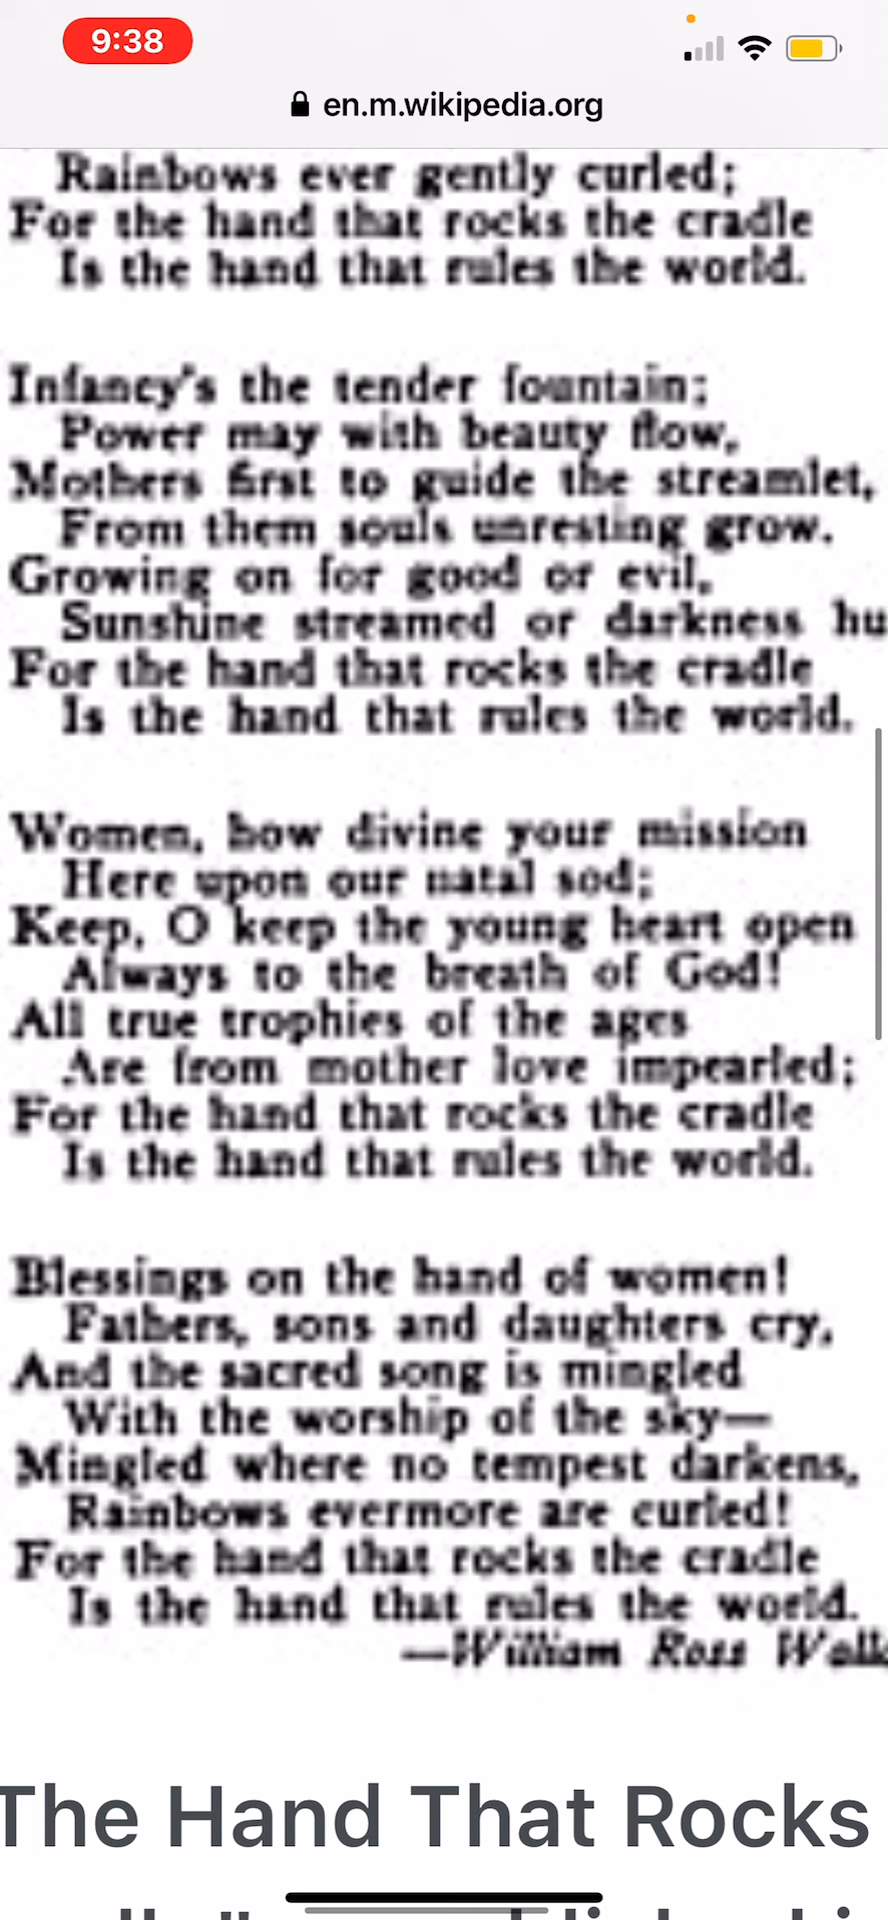 9:38
en.m.wikipedia.org
Rainbows ever gently curled;
For the hand that rocks the cradle
Is the hand that rules the world.
Infancy's the tender fountain;
Power may with beauty flow,
Mothers first to guide the streamlet,
From them souls unresting grow.
Growing on for good or evil,
Sunshine streamed or darkness hu
For the hand that rocks the cradle
Is the hand that rules the world.
Women, how divine your mission
Here upon our natal sod;
Keep, O keep the young heart open
Always to the breath of God!
All true trophies of the ages
Are from mother love impearled;
For the hand that rocks the cradle
Is the hand that rules the world.
Blessings on the hand of women!
Fathers, sons and daughters cry,
And the sacred song is mingled
With the worship of the sky—
Mingled where no tempest darkens,
Rainbows evermore are curled!
For the hand that rocks the cradle
Is the hand that rules the world.
—William Ross Wall
The Hand That Rocks